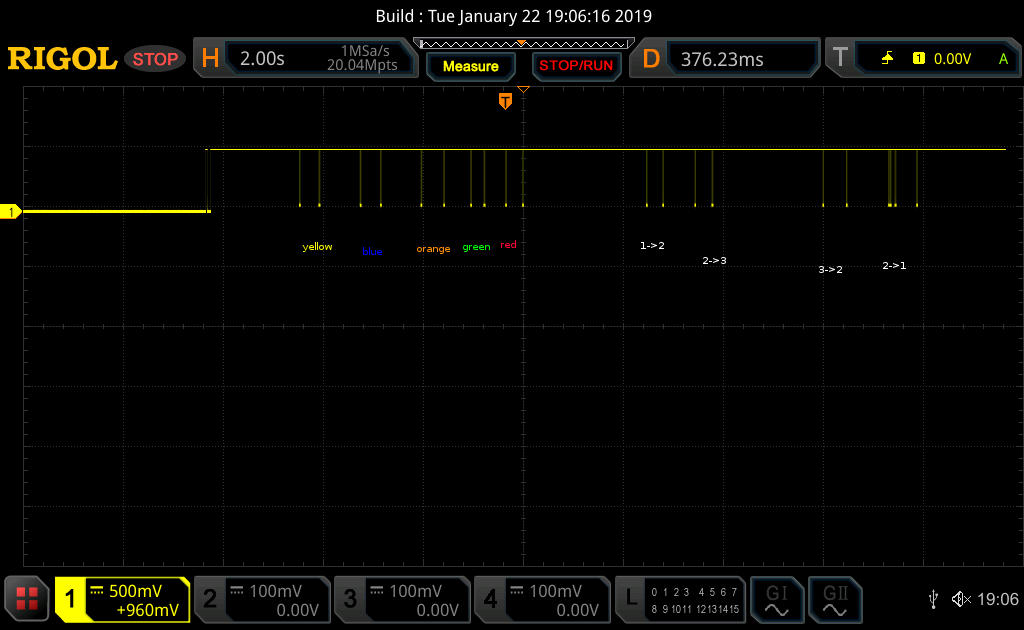 Build : Tue January 22 19:06:16 2019
RIGOL STOP H 2.00s 1MSa/s 20.04Mpts Measure STOP/RUN D 376.23ms T 1 0.00V A
T
1
yellow blue orange green red 1->2 2->3 3->2 2->1
1 500mV +960mV 2 100mV 0.00V 3 100mV 0.00V 4 100mV 0.00V L 0 1 2 3 4 5 6 7 8 9 10 11 12 13 14 15 GI GII 19:06